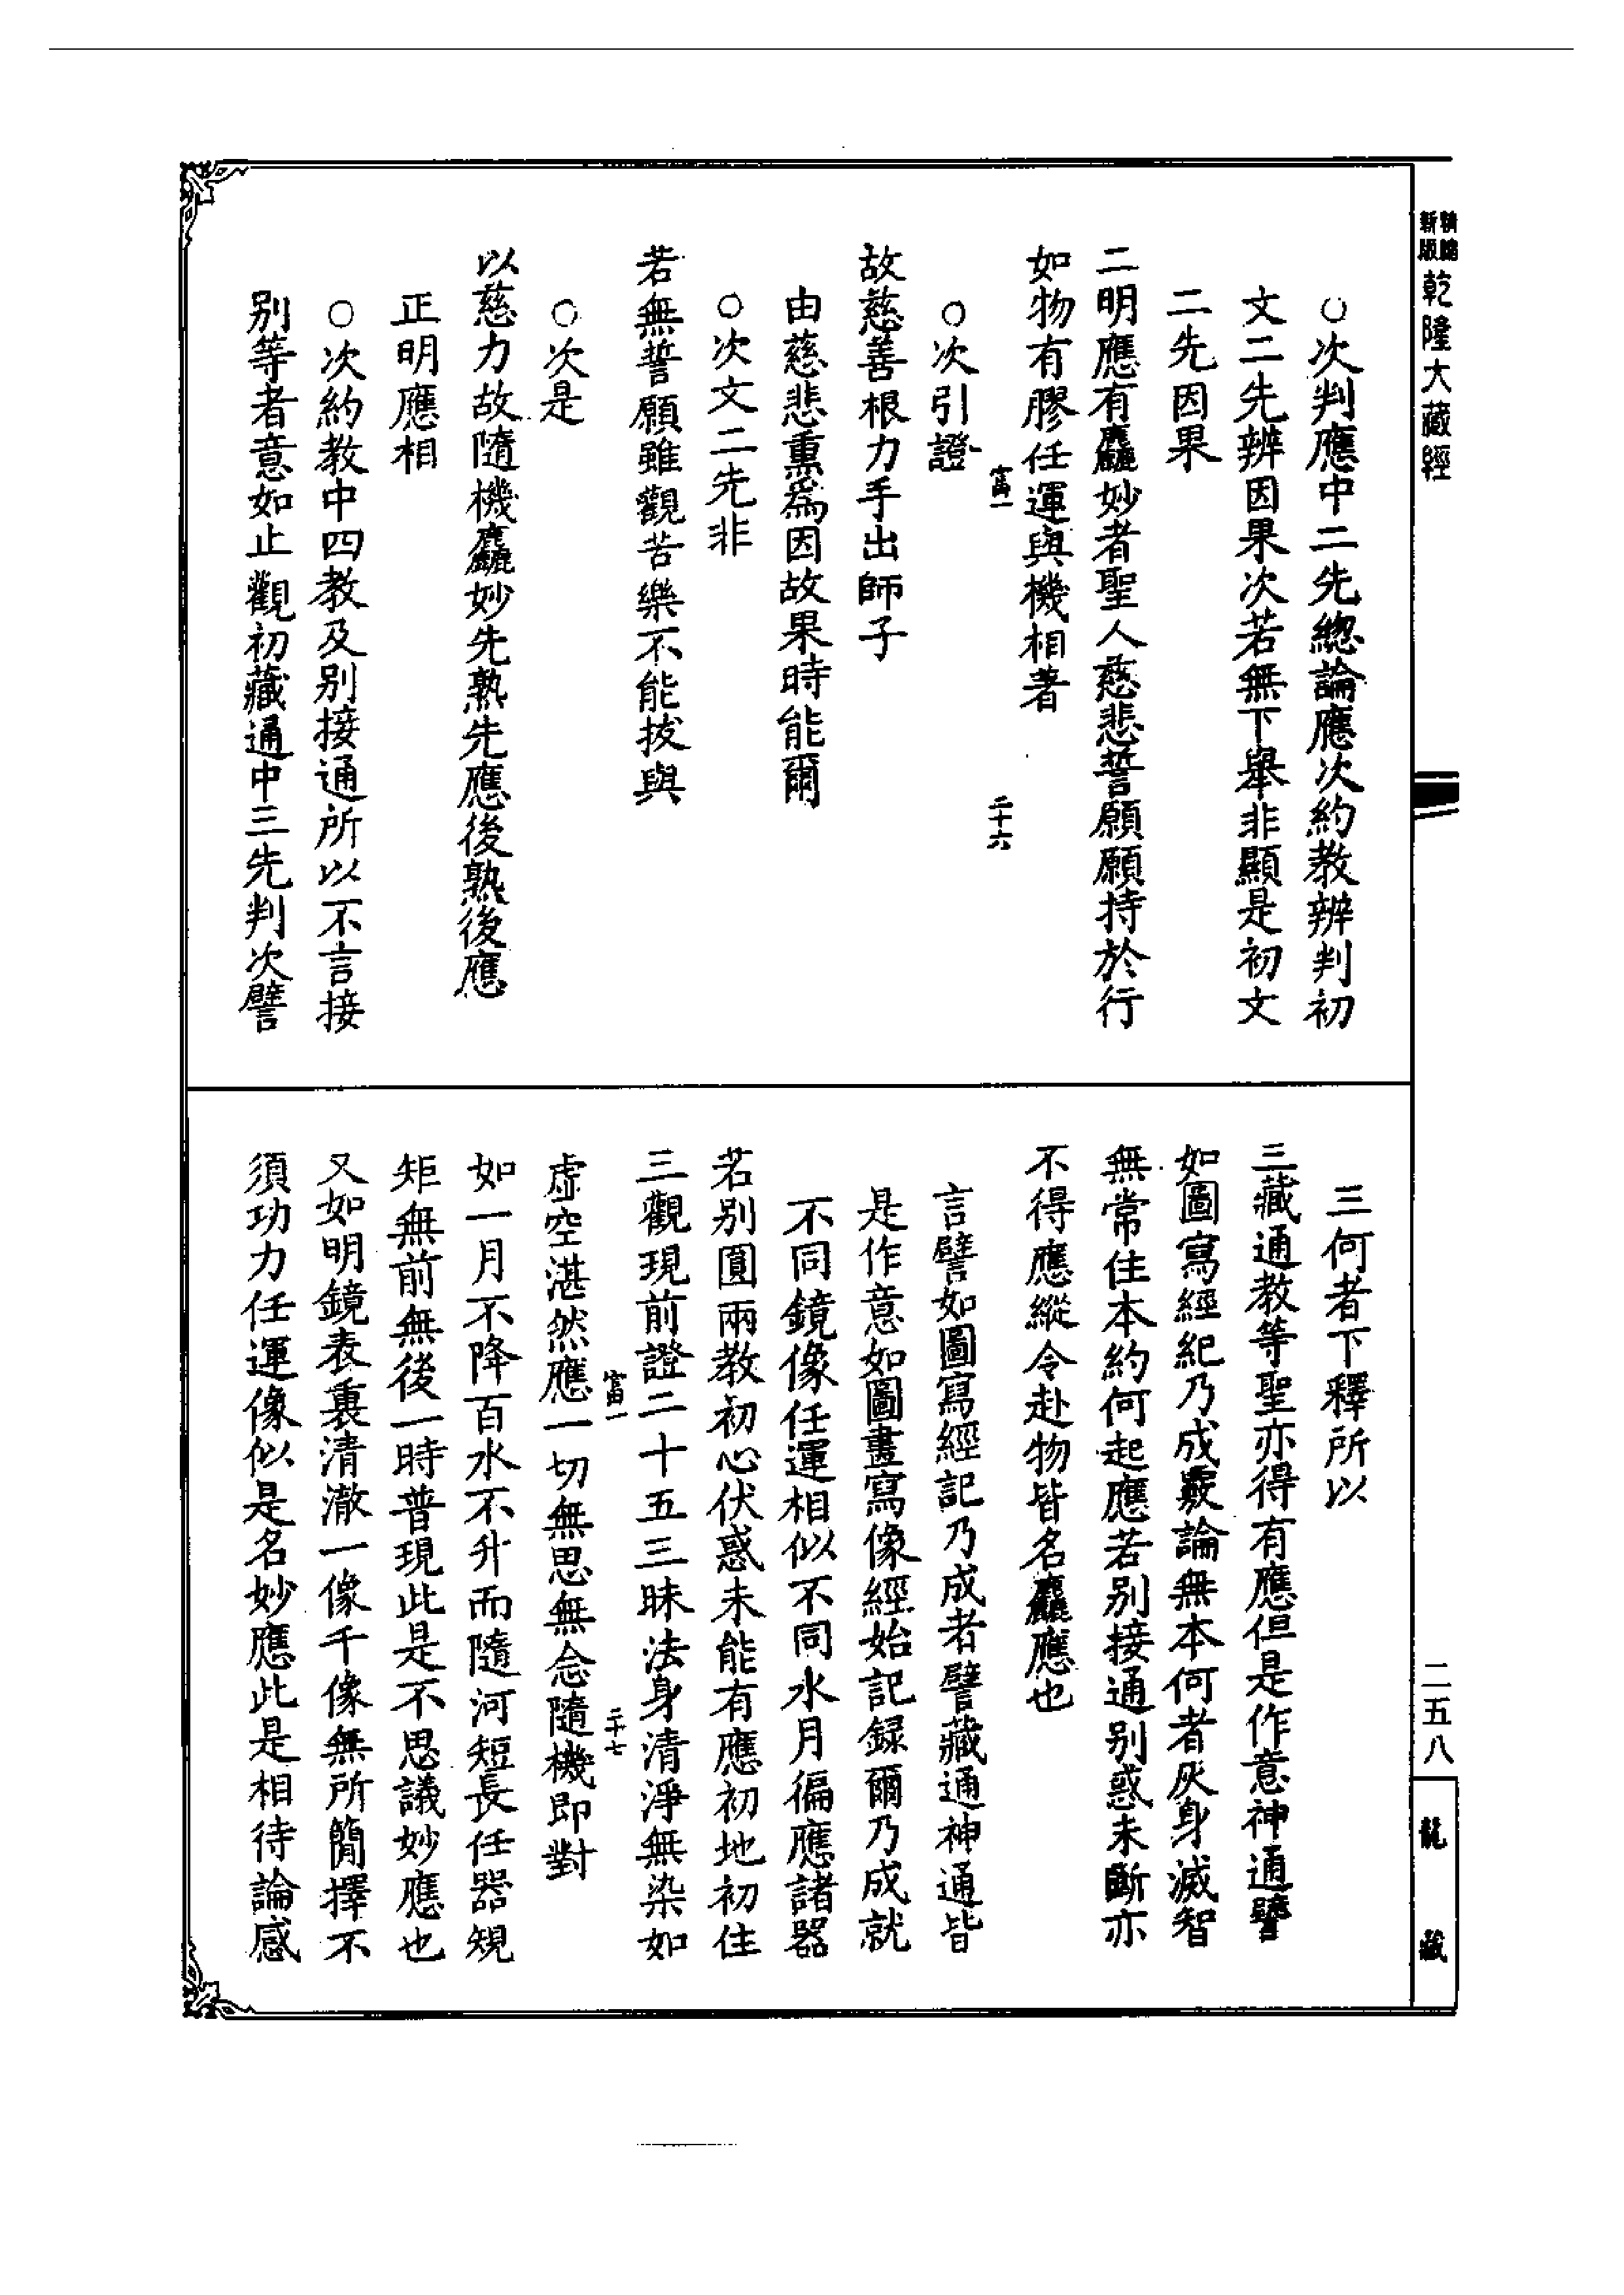 精縮新版乾隆大藏經
二五八
龍藏
○次判應中二先總論應次約教辨判初
文二先辨因果次若無下舉非顯是初文
二先因果
二明應有麤妙者聖人慈悲誓願願持於行
如物有膠任運與機相著
富一
二十六
○次引證
故慈善根力手出師子
由慈悲熏爲因故果時能爾
○次文二先非
若無誓願雖觀苦樂不能拔與
○次是
以慈力故隨機麤妙先熟先應後熟後應
正明應相
○次約教中四教及别接通所以不言接
别等者意如止觀初藏通中三先判次譬
三何者下釋所以
三藏通教等聖亦得有應但是作意神通譬
如圖寫經紀乃成覈論無本何者灰身滅智
無常住本約何起應若别接通别惑未斷亦
不得應縱令赴物皆名麤應也
言譬如圖寫經記乃成者譬藏通神通皆
是作意如圖畫寫像經始記録爾乃成就
不同鏡像任運相似不同水月徧應諸器
若别圓兩教初心伏惑未能有應初地初住
三觀現前證二十五三昧法身清淨無染如
虛空湛然應一切無思無念隨機即對
富一
二十七
如一月不降百水不升而隨河短長任器規
矩無前無後一時普現此是不思議妙應也
又如明鏡表裏清澈一像千像無所簡擇不
須功力任運像似是名妙應此是相待論感